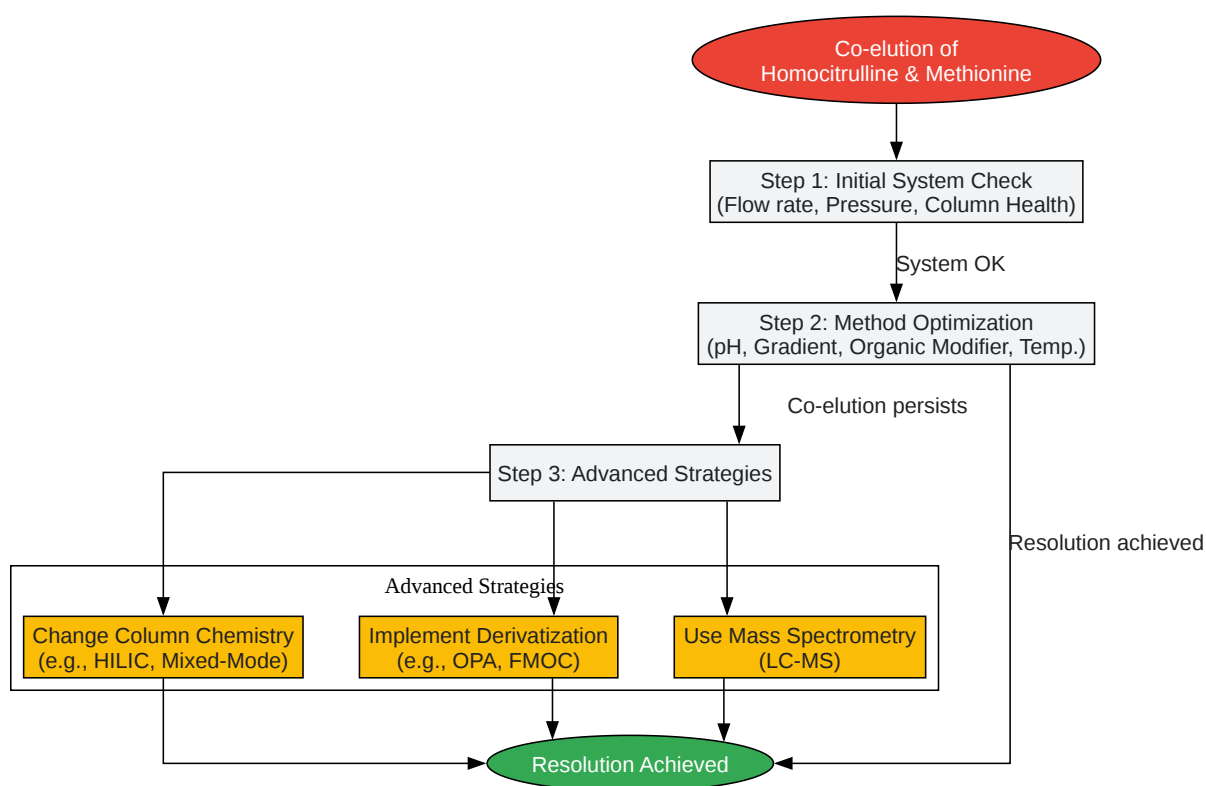 Co-elution of
Homocitrulline & Methionine
Step 1: Initial System Check
(Flow rate, Pressure, Column Health)
System OK
Step 2: Method Optimization
(pH, Gradient, Organic Modifier, Temp.)
Co-elution persists
Step 3: Advanced Strategies
Resolution achieved
Advanced Strategies
Change Column Chemistry
(e.g., HILIC, Mixed-Mode)
Implement Derivatization
(e.g., OPA, FMOC)
Use Mass Spectrometry
(LC-MS)
Resolution Achieved